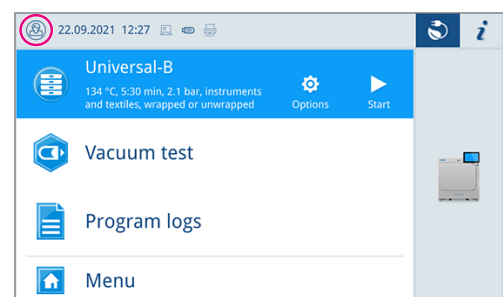 22.09.2021 12:27
i
Universal-B
134 °C, 5:30 min, 2.1 bar, instruments
and textiles, wrapped or unwrapped
Options
Start
Vacuum test
Program logs
Menu